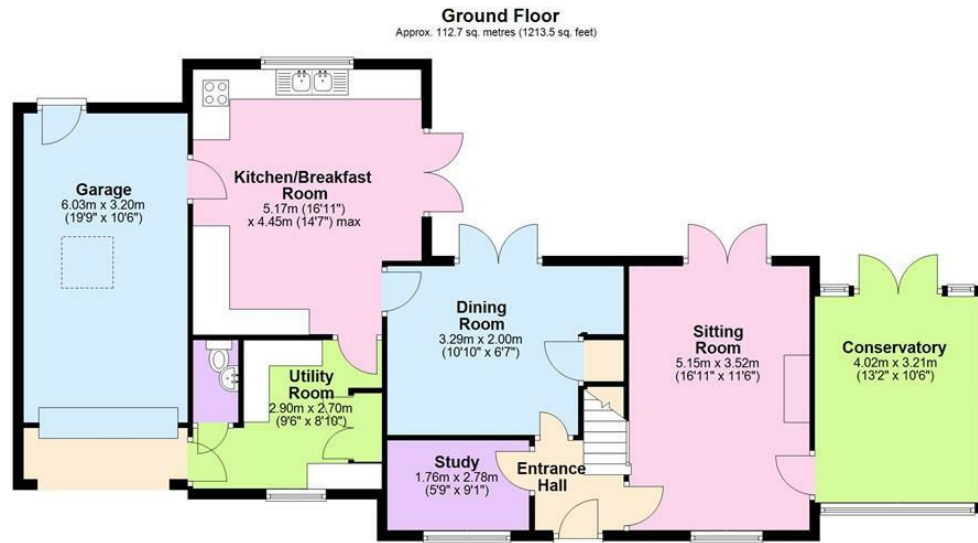 Ground Floor
Approx. 112.7 sq. metres (1213.5 sq. feet)
Garage
6.03m x 3.20m
(19'9" x 10'6")
Kitchen/Breakfast
Room
5.17m (16'11")
x 4.45m (14'7") max
Dining
Room
3.29m x 2.00m
(10'10" x 6'7")
Sitting
Room
5.15m x 3.52m
(16'11" x 11'6")
Conservatory
4.02m x 3.21m
(13'2" x 10'6")
Utility
Room
2.90m x 2.70m
(9'6" x 8'10")
Study
1.76m x 2.78m
(5'9" x 9'1")
Entrance
Hall